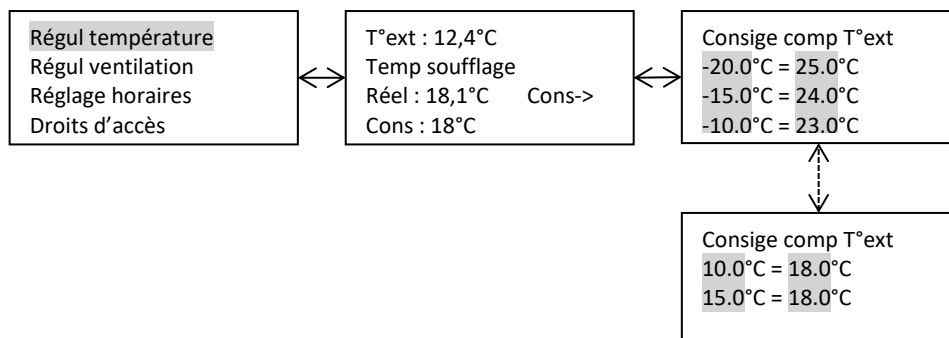 Régul température
Régul ventilation
Réglage horaires
Droits d’accès
T°ext : 12,4°C
Temp soufflage
Réel : 18,1°C Cons->
Cons : 18°C
Consige comp T°ext
-20.0°C = 25.0°C
-15.0°C = 24.0°C
-10.0°C = 23.0°C
Consige comp T°ext
10.0°C = 18.0°C
15.0°C = 18.0°C